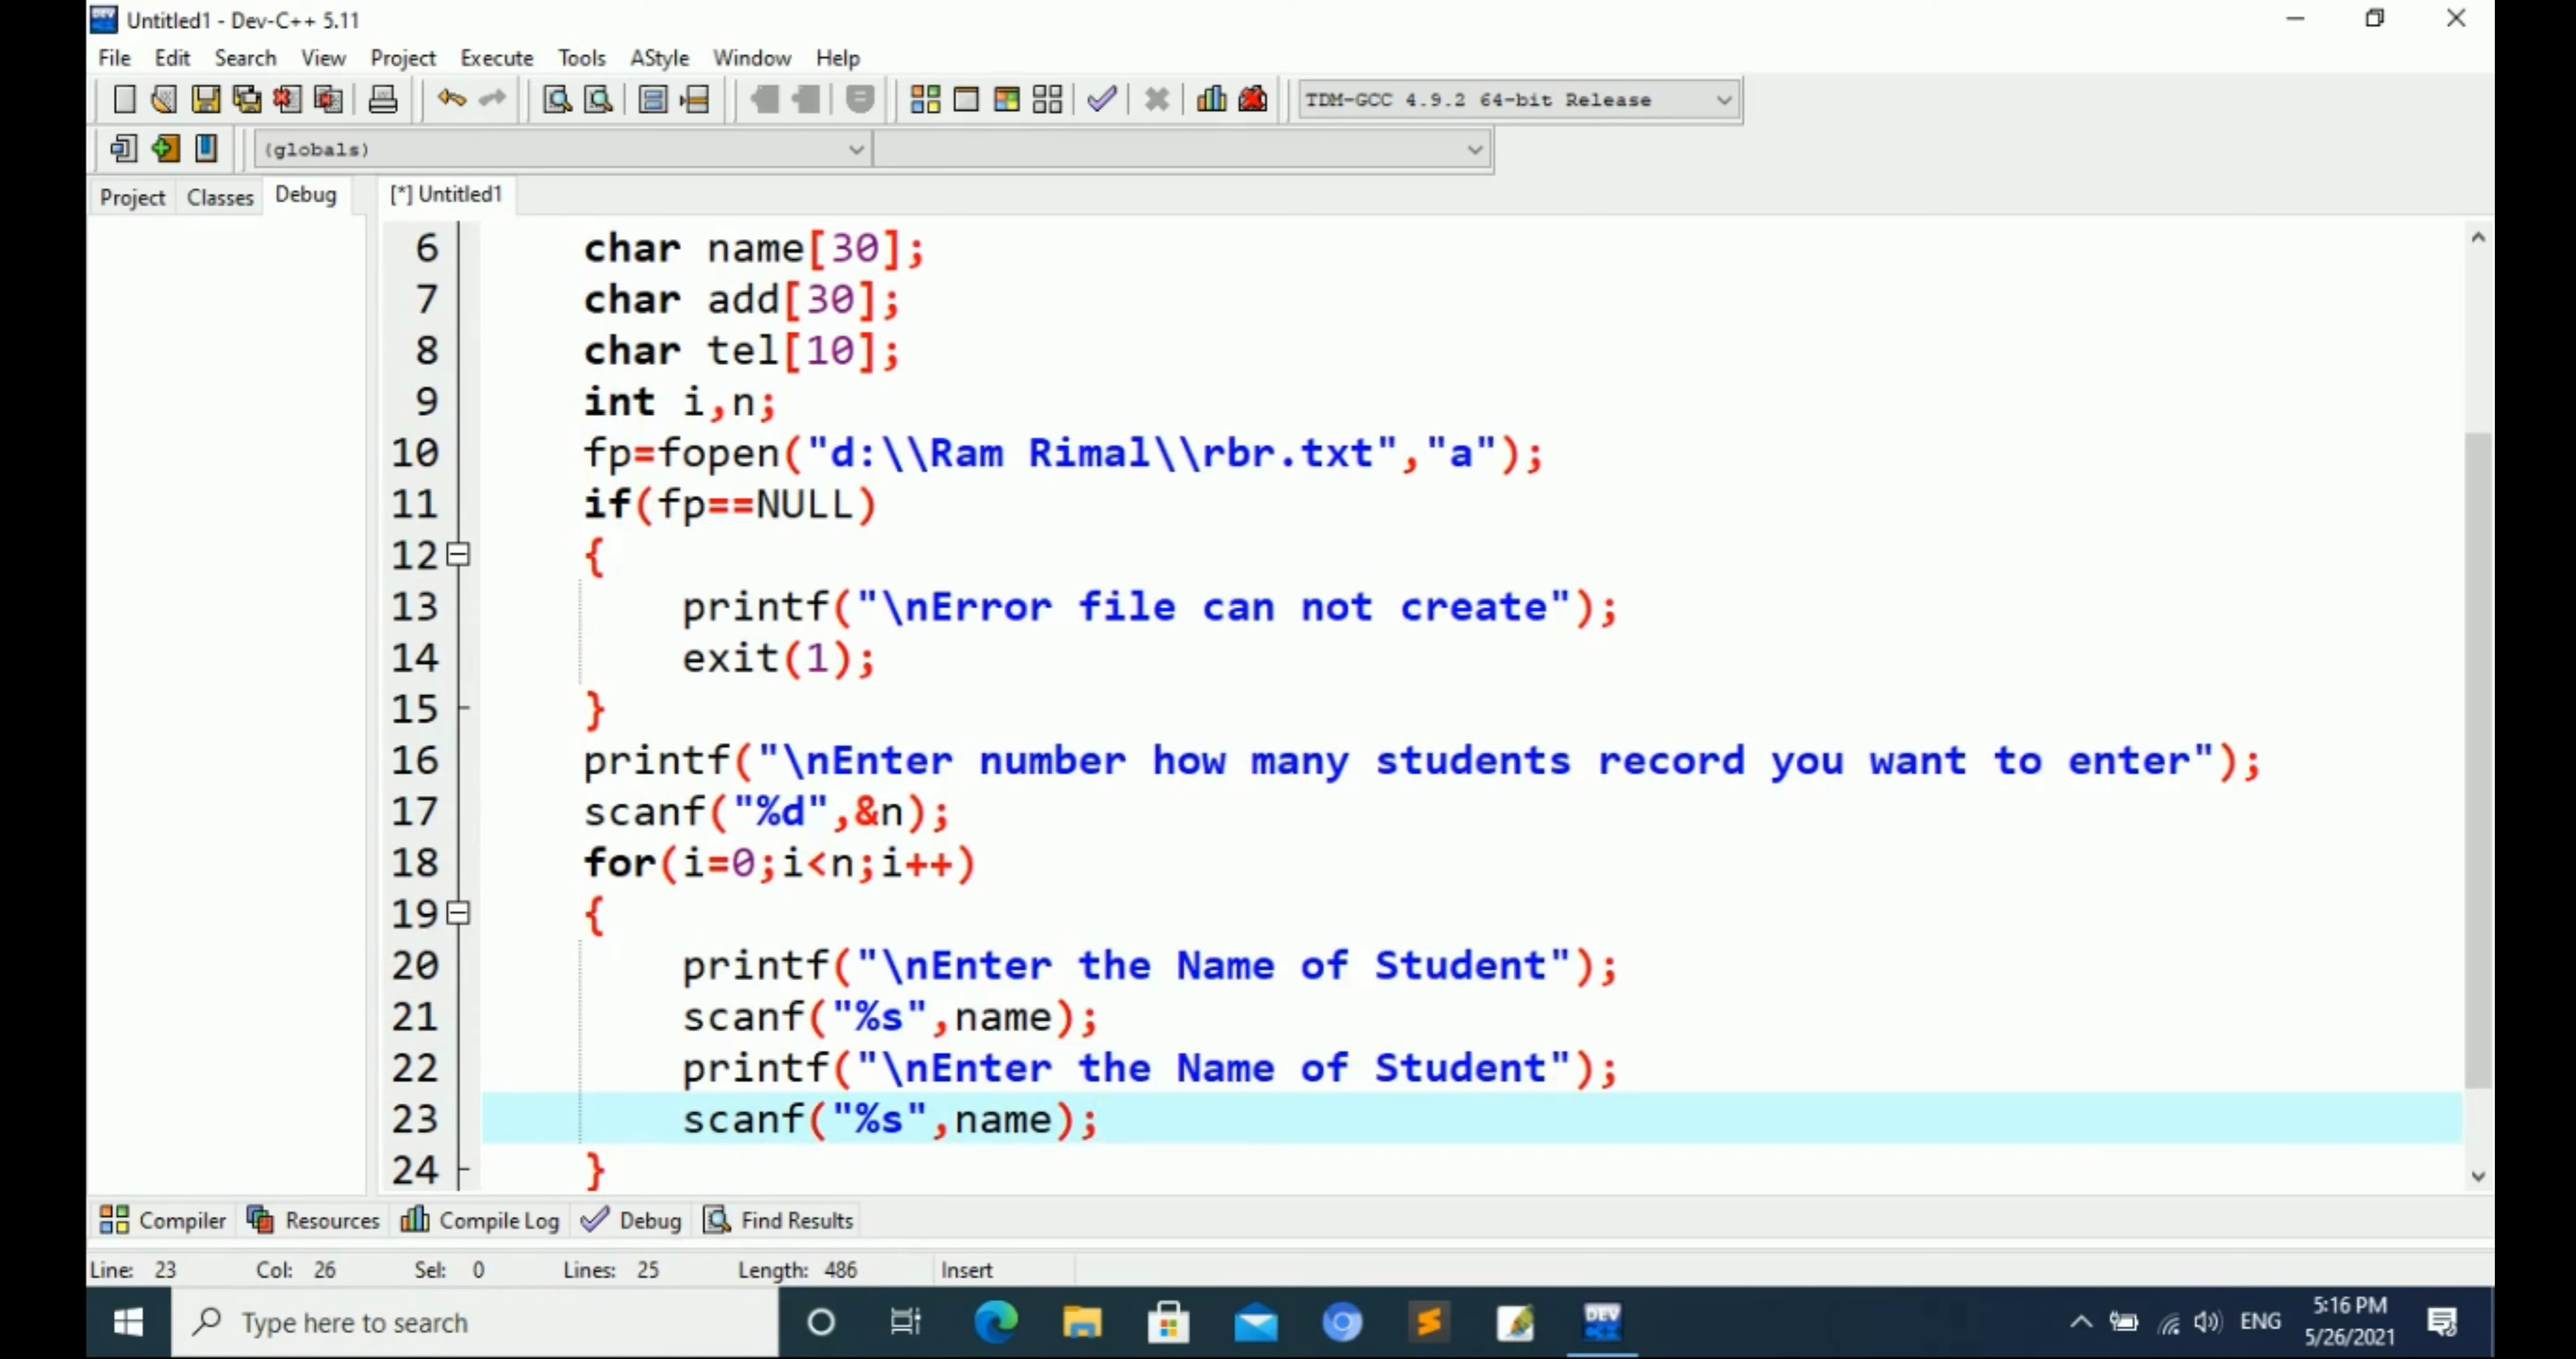 Untitled1 - Dev-C++ 5.11
File Edit Search View Project Execute Tools AStyle Window Help
TDM-GCC 4.9.2 64-bit Release
(globals)
Project Classes Debug [*] Untitled1
6 char name[30];
7 char add[30];
8 char tel[10];
9 int i,n;
10 fp=fopen("d:\\Ram Rimal\\rbr.txt","a");
11 if(fp==NULL)
12 {
13 printf("\nError file can not create");
14 exit(1);
15 }
16 printf("\nEnter number how many students record you want to enter");
17 scanf("%d",&n);
18 for(i=0;i<n;i++)
19 {
20 printf("\nEnter the Name of Student");
21 scanf("%s",name);
22 printf("\nEnter the Name of Student");
23 scanf("%s",name);
24 }
Compiler Resources Compile Log Debug Find Results
Line: 23 Col: 26 Sel: 0 Lines: 25 Length: 486 Insert
Type here to search
DEV
ENG
5:16 PM
5/26/2021